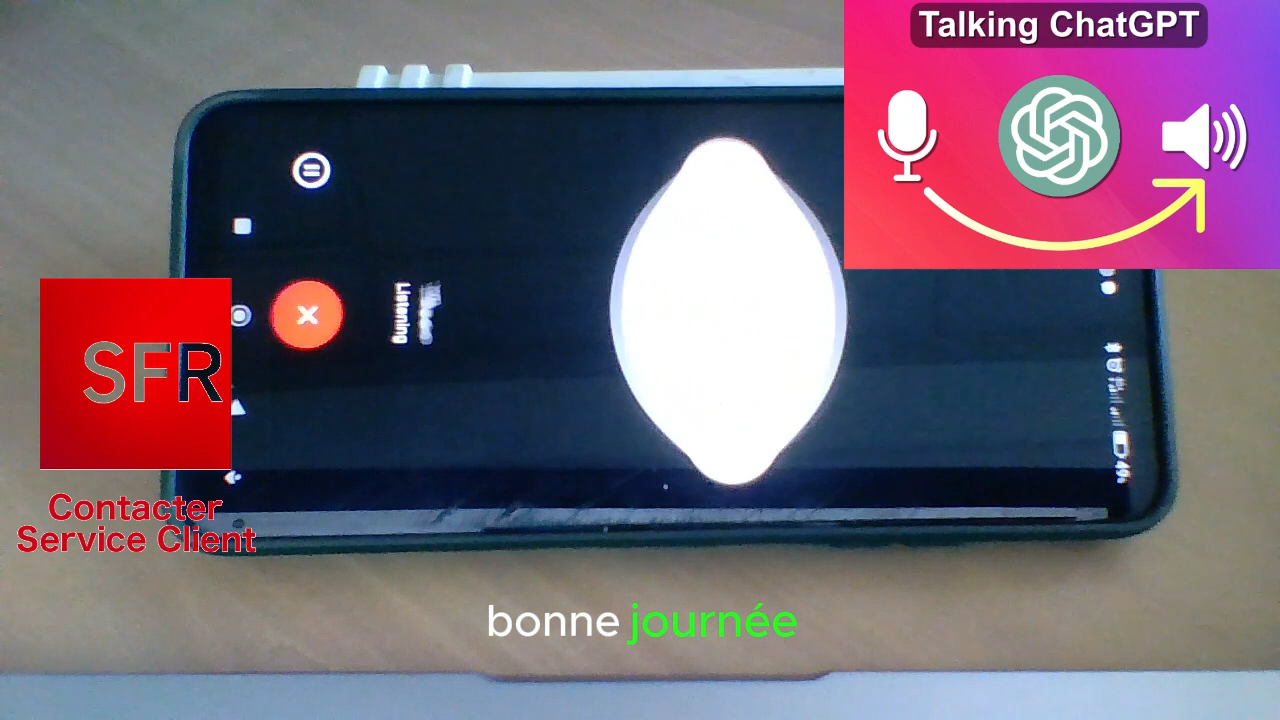 Talking ChatGPT
SFR
Contacter
Service Client
Listening
bonne journée